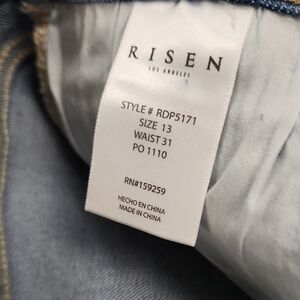 RISEN
LOS ANGELES
STYLE # RDP5171
SIZE 13
WAIST 31
PO 1110
RN#159259
HECHO EN CHINA
MADE IN CHINA